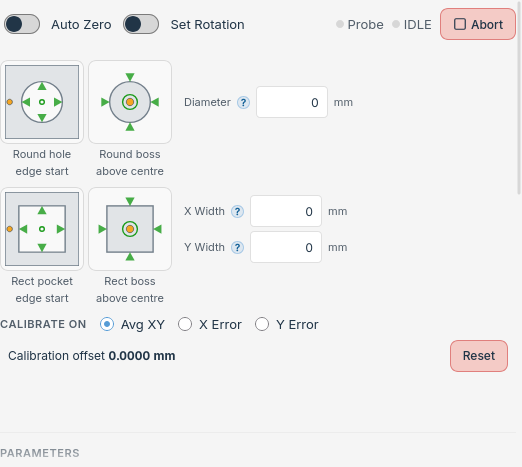 Auto Zero Set Rotation Probe IDLE Abort
Round hole
edge start
Round boss
above centre
Diameter ? 0 mm
Rect pocket
edge start
Rect boss
above centre
X Width ? 0 mm
Y Width ? 0 mm
CALIBRATE ON Avg XY X Error Y Error
Calibration offset 0.0000 mm Reset
PARAMETERS